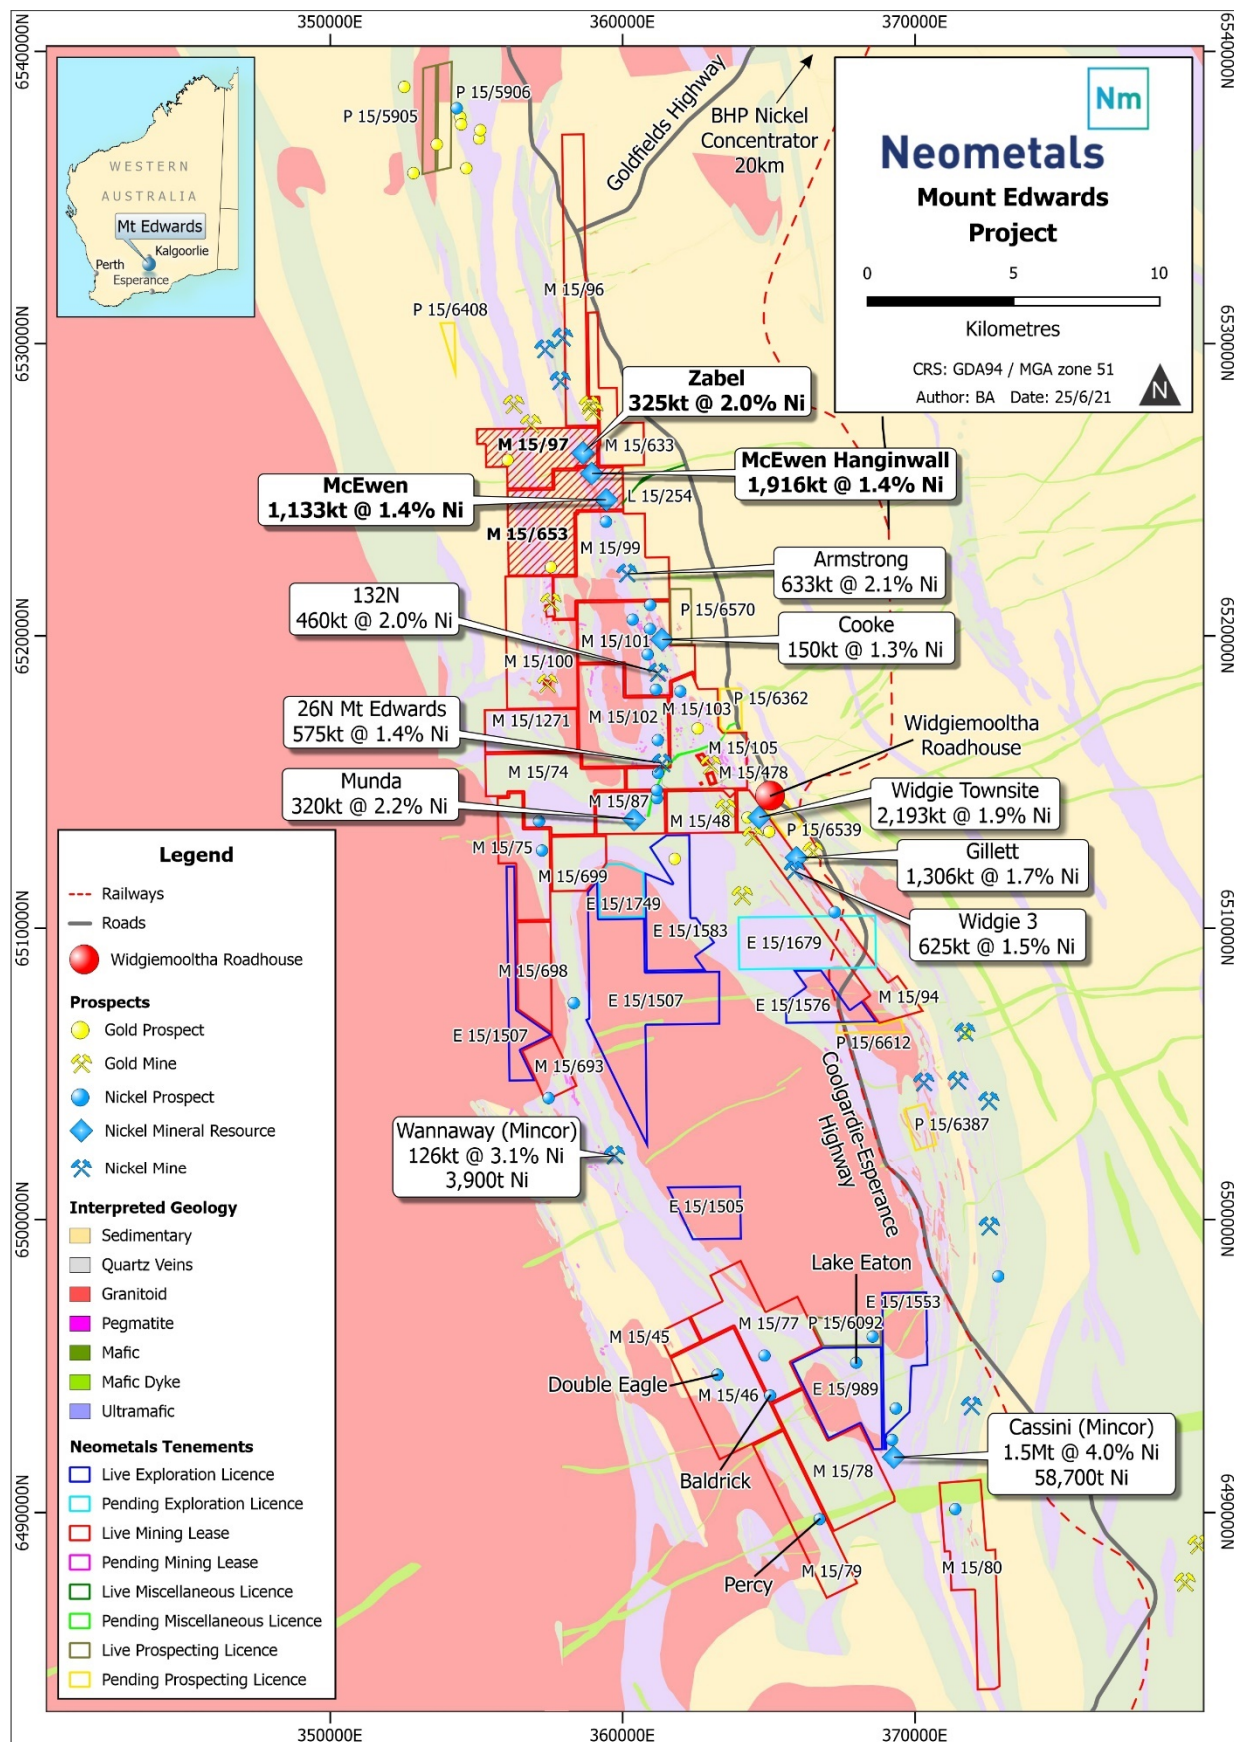 350000E
360000E
370000E
6540000N
6540000N
P 15/5906
P 15/5905
Goldfields Highway
BHP Nickel
Concentrator
20km
Nm
Neometals
Mount Edwards
Project
0
5
10
Kilometres
CRS: GDA94 / MGA zone 51
Author: BA Date: 25/6/21
N
WESTERN
AUSTRALIA
Mt Edwards
Kalgoorlie
Perth
Esperance
M 15/96
P 15/6408
6530000N
6530000N
Zabel
325kt @ 2.0% Ni
M 15/97
M 15/633
McEwen Hanginwall
1,916kt @ 1.4% Ni
McEwen
1,133kt @ 1.4% Ni
L 15/254
M 15/653
M 15/99
Armstrong
633kt @ 2.1% Ni
132N
460kt @ 2.0% Ni
P 15/6570
Cooke
150kt @ 1.3% Ni
6520000N
6520000N
M 15/101
M 15/100
26N Mt Edwards
575kt @ 1.4% Ni
M 15/1271
M 15/102
M 15/103
P 15/6362
Widgiemooltha
Roadhouse
M 15/105
M 15/74
M 15/478
Munda
320kt @ 2.2% Ni
M 15/87
M 15/48
Widgie Townsite
2,193kt @ 1.9% Ni
P 15/6539
M 15/75
M 15/699
Gillett
1,306kt @ 1.7% Ni
E 15/1749
Widgie 3
625kt @ 1.5% Ni
6510000N
6510000N
E 15/1583
E 15/1679
M 15/698
E 15/1507
E 15/1576
M 15/94
E 15/1507
P 15/6612
M 15/693
Coolgardie-Esperance
Highway
P 15/6387
Wannaway (Mincor)
126kt @ 3.1% Ni
3,900t Ni
E 15/1505
6500000N
6500000N
Lake Eaton
E 15/1553
M 15/77
P 15/6092
M 15/45
Double Eagle
M 15/46
E 15/989
Cassini (Mincor)
1.5Mt @ 4.0% Ni
58,700t Ni
Baldrick
M 15/78
6490000N
6490000N
Percy
M 15/79
M 15/80
Legend
Railways
Roads
Widgiemooltha Roadhouse
Prospects
Gold Prospect
Gold Mine
Nickel Prospect
Nickel Mineral Resource
Nickel Mine
Interpreted Geology
Sedimentary
Quartz Veins
Granitoid
Pegmatite
Mafic
Mafic Dyke
Ultramafic
Neometals Tenements
Live Exploration Licence
Pending Exploration Licence
Live Mining Lease
Pending Mining Lease
Live Miscellaneous Licence
Pending Miscellaneous Licence
Live Prospecting Licence
Pending Prospecting Licence
350000E
360000E
370000E